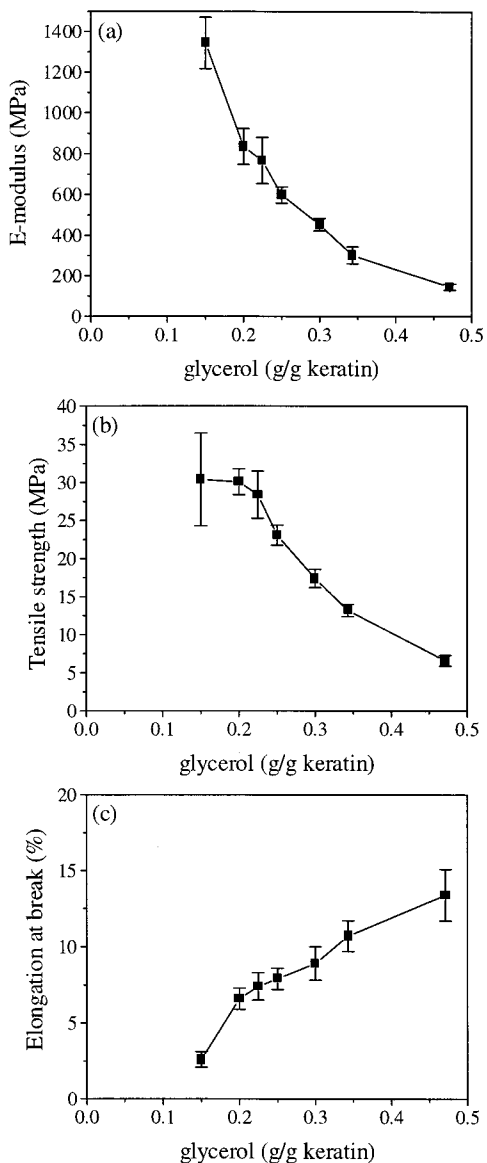 (a)
1400
1200
1000
800
600
400
200
0
E-modulus (MPa)
0.0 0.1 0.2 0.3 0.4 0.5
glycerol (g/g keratin)
(b)
40
35
30
25
20
15
10
5
0
Tensile strength (MPa)
0.0 0.1 0.2 0.3 0.4 0.5
glycerol (g/g keratin)
(c)
20
15
10
5
0
Elongation at break (%)
0.0 0.1 0.2 0.3 0.4 0.5
glycerol (g/g keratin)